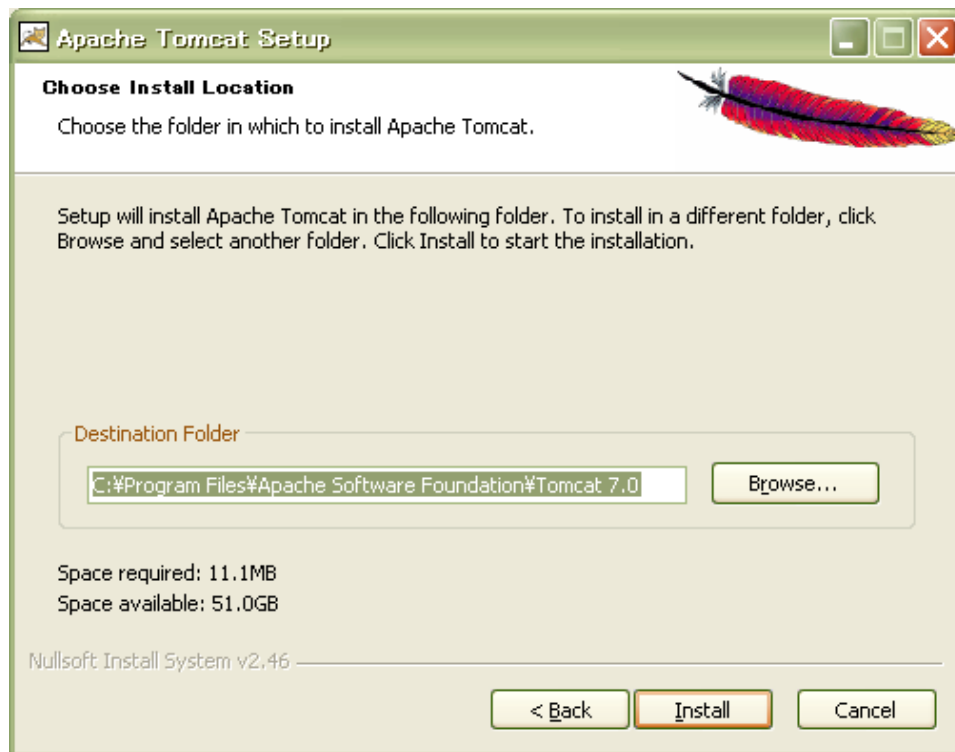 Apache Tomcat Setup
Choose Install Location
Choose the folder in which to install Apache Tomcat.
Setup will install Apache Tomcat in the following folder. To install in a different folder, click
Browse and select another folder. Click Install to start the installation.
Destination Folder
C:¥Program Files¥Apache Software Foundation¥Tomcat 7.0
Browse...
Space required: 11.1MB
Space available: 51.0GB
Nullsoft Install System v2.46
< Back
Install
Cancel